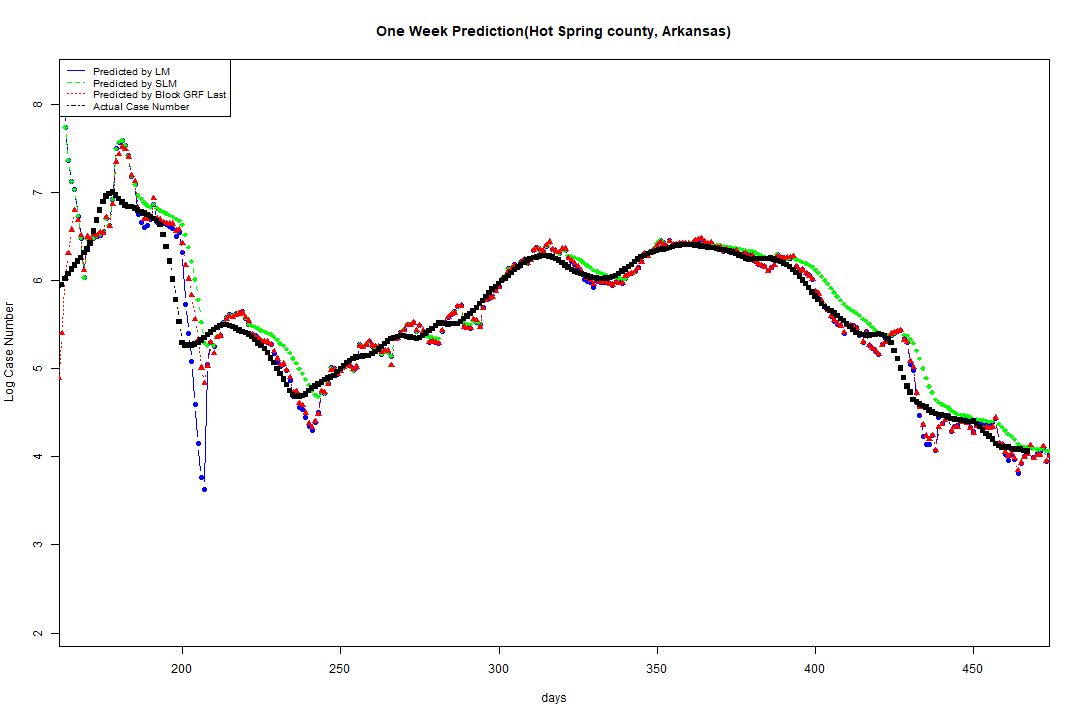 One Week Prediction(Hot Spring county, Arkansas)
Predicted by LM
Predicted by SLM
Predicted by Block GRF Last
Actual Case Number
8
7
6
5
4
3
2
Log Case Number
200 250 300 350 400 450
days